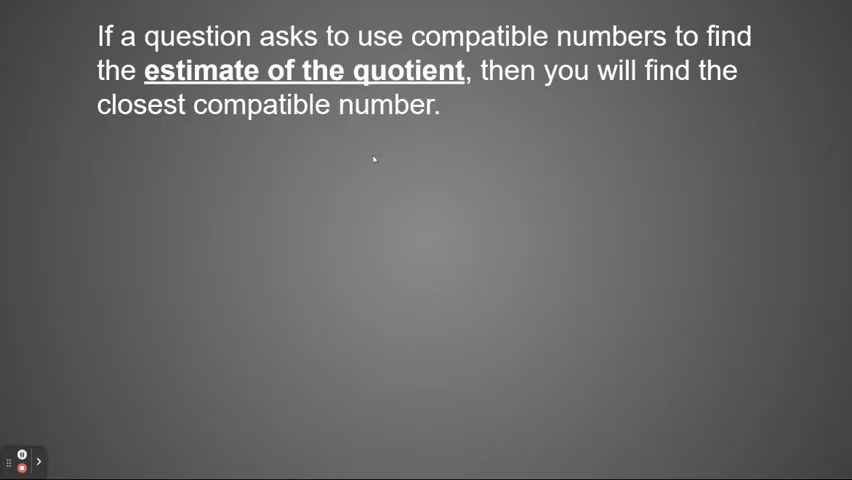 If a question asks to use compatible numbers to find
the estimate of the quotient, then you will find the
closest compatible number.